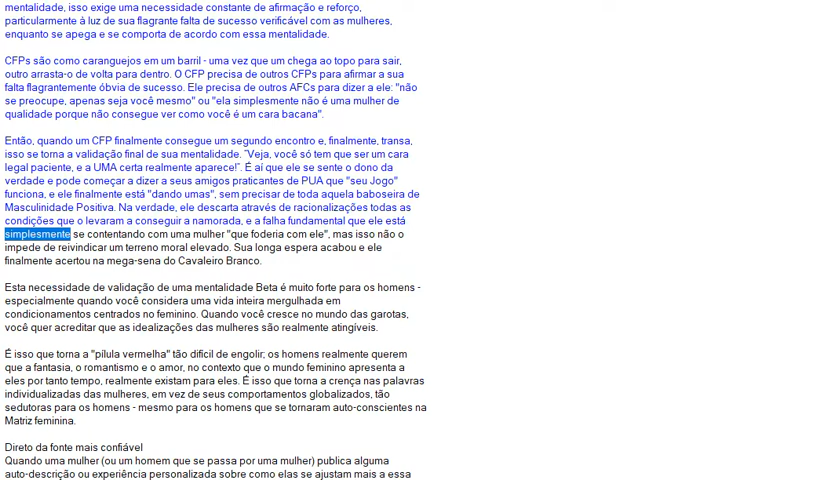 mentalidade, isso exige uma necessidade constante de afirmação e reforço,
particularmente à luz de sua flagrante falta de sucesso verificável com as mulheres,
enquanto se apega e se comporta de acordo com essa mentalidade.
CFPs são como caranguejos em um barril - uma vez que um chega ao topo para sair,
outro arrasta-o de volta para dentro. O CFP precisa de outros CFPs para afirmar a sua
falta flagrantemente óbvia de sucesso. Ele precisa de outros AFCs para dizer a ele: "não
se preocupe, apenas seja você mesmo" ou "ela simplesmente não é uma mulher de
qualidade porque não consegue ver como você é um cara bacana".
Então, quando um CFP finalmente consegue um segundo encontro e, finalmente, transa,
isso se torna a validação final de sua mentalidade. "Veja, você só tem que ser um cara
legal paciente, e a UMA certa realmente aparece!". É aí que ele se sente o dono da
verdade e pode começar a dizer a seus amigos praticantes de PUA que "seu Jogo"
funciona, e ele finalmente está "dando umas", sem precisar de toda aquela baboseira de
Masculinidade Positiva. Na verdade, ele descarta através de racionalizações todas as
condições que o levaram a conseguir a namorada, e a falha fundamental que ele está
simplesmente se contentando com uma mulher "que foderia com ele", mas isso não o
impede de reivindicar um terreno moral elevado. Sua longa espera acabou e ele
finalmente acertou na mega-sena do Cavaleiro Branco.
Esta necessidade de validação de uma mentalidade Beta é muito forte para os homens -
especialmente quando você considera uma vida inteira mergulhada em
condicionamentos centrados no feminino. Quando você cresce no mundo das garotas,
você quer acreditar que as idealizações das mulheres são realmente atingíveis.
É isso que torna a "pílula vermelha" tão difícil de engolir; os homens realmente querem
que a fantasia, o romantismo e o amor, no contexto que o mundo feminino apresenta a
eles por tanto tempo, realmente existam para eles. É isso que torna a crença nas palavras
individualizadas das mulheres, em vez de seus comportamentos globalizados, tão
sedutoras para os homens - mesmo para os homens que se tornaram auto-conscientes na
Matriz feminina.
Direto da fonte mais confiável
Quando uma mulher (ou um homem que se passa por uma mulher) publica alguma
auto-descrição ou experiência personalizada sobre como elas se ajustam mais a essa